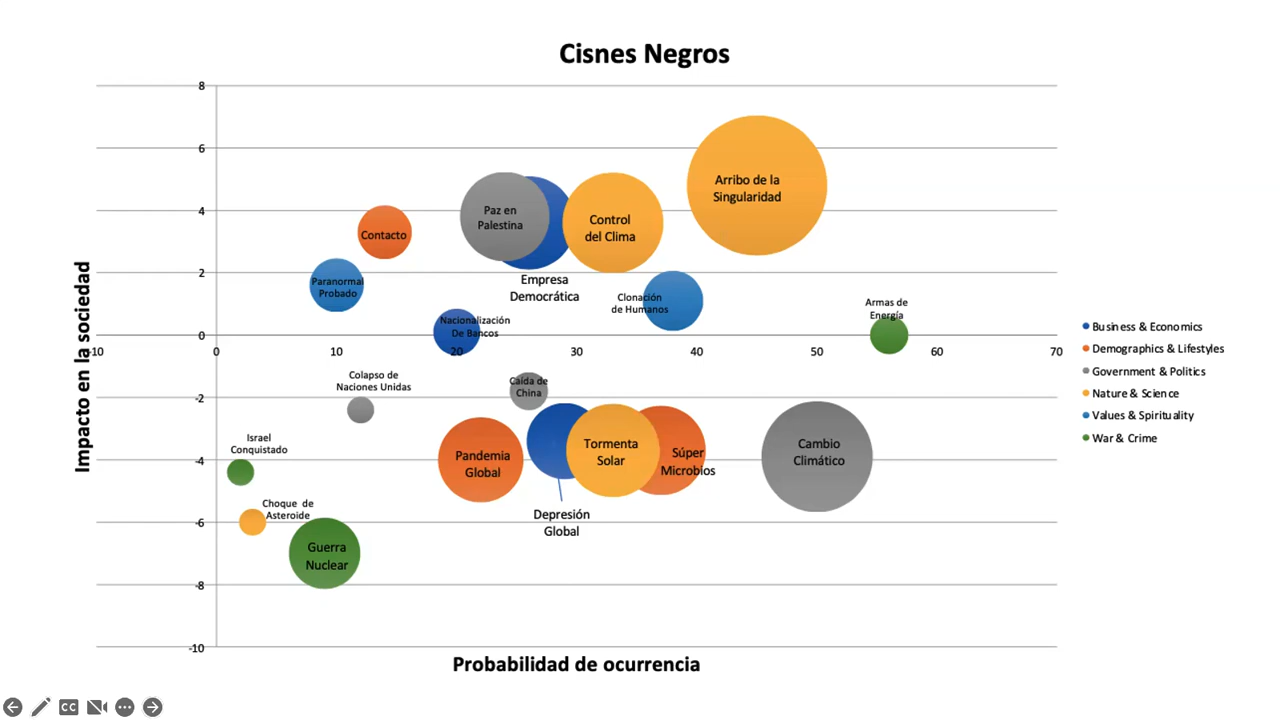 Cisnes Negros
8
6
4
2
0
-2
-4
-6
-8
-10
-10
0
10
20
30
40
50
60
70
Impacto en la sociedad
Probabilidad de ocurrencia
Arribo de la
Singularidad
Paz en
Palestina
Control
del Clima
Contacto
Empresa
Democrática
Paranormal
Probado
Clonación
de Humanos
Armas de
Energía
Nacionalización
De Bancos
Colapso de
Naciones Unidas
Caída de
China
Israel
Conquistado
Pandemia
Global
Tormenta
Solar
Súper
Microbios
Cambio
Climático
Choque de
Asteroide
Depresión
Global
Guerra
Nuclear
Business & Economics
Demographics & Lifestyles
Government & Politics
Nature & Science
Values & Spirituality
War & Crime
CC